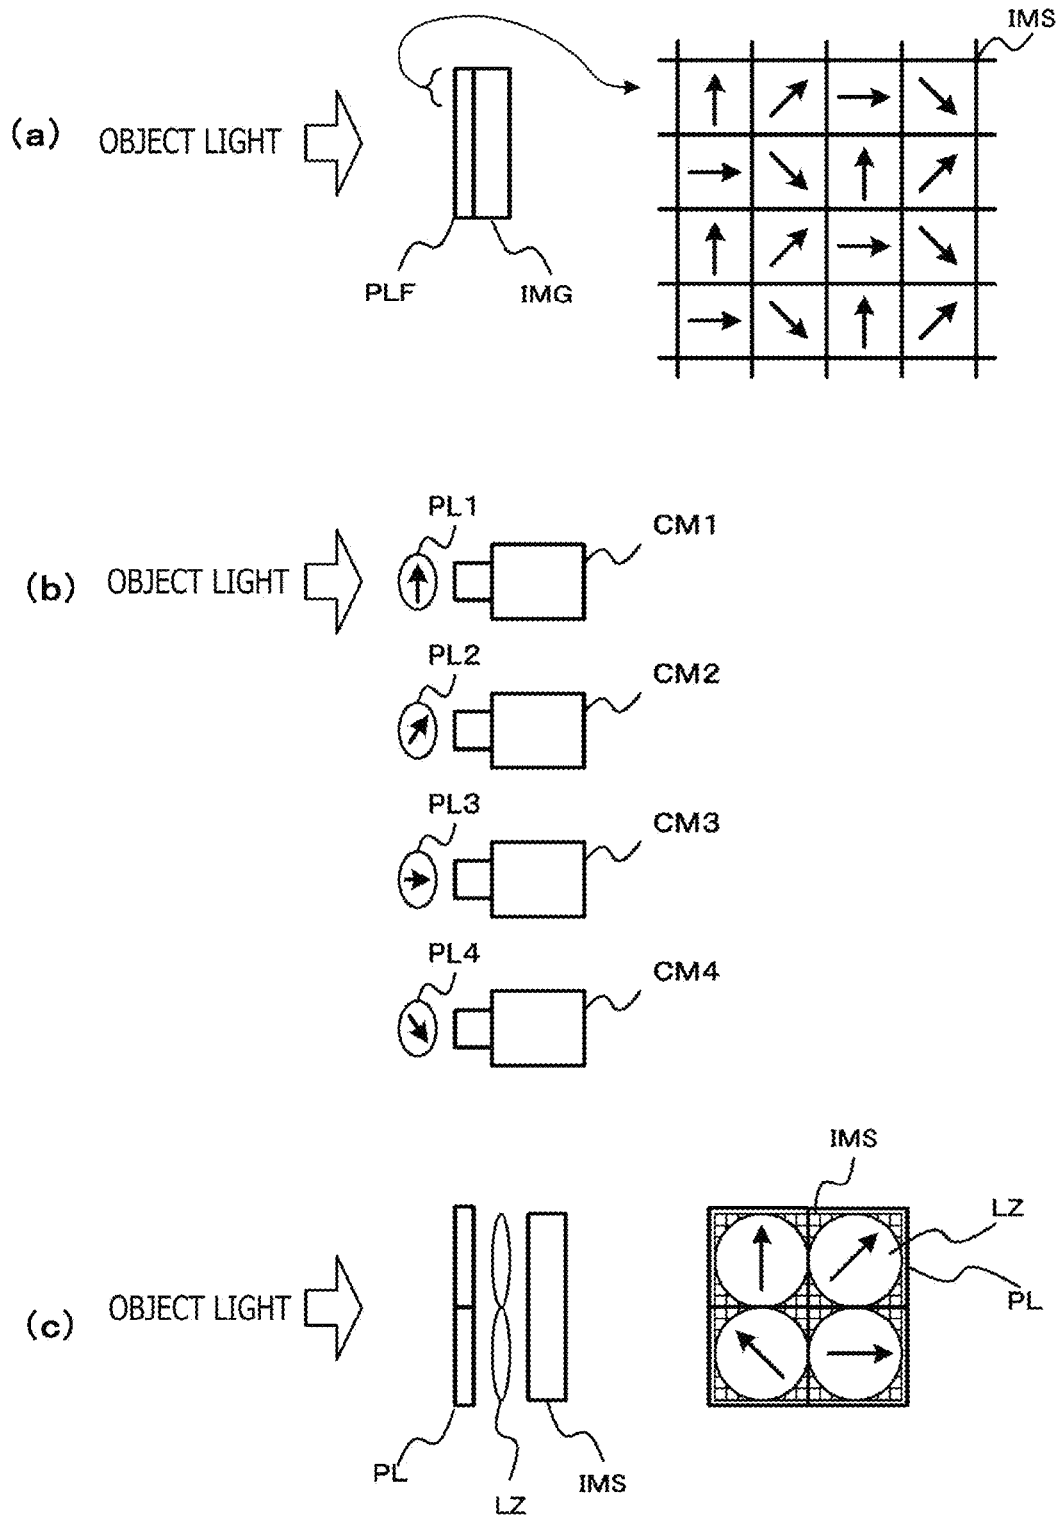 IMS
(a) OBJECT LIGHT
PLF
IMG
PL1
CM1
(b) OBJECT LIGHT
PL2
CM2
PL3
CM3
PL4
CM4
IMS
LZ
PL
(c) OBJECT LIGHT
PL
LZ
IMS